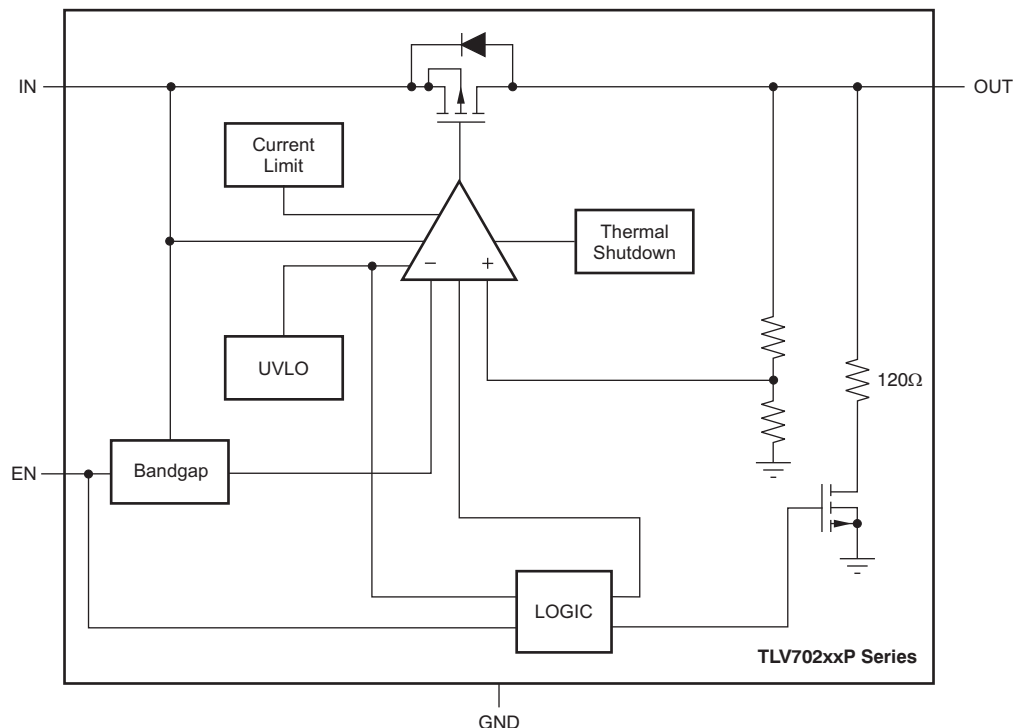 IN
OUT
Current
Limit
Thermal
Shutdown
−
+
UVLO
120Ω
EN
Bandgap
LOGIC
TLV702xxP Series
GND